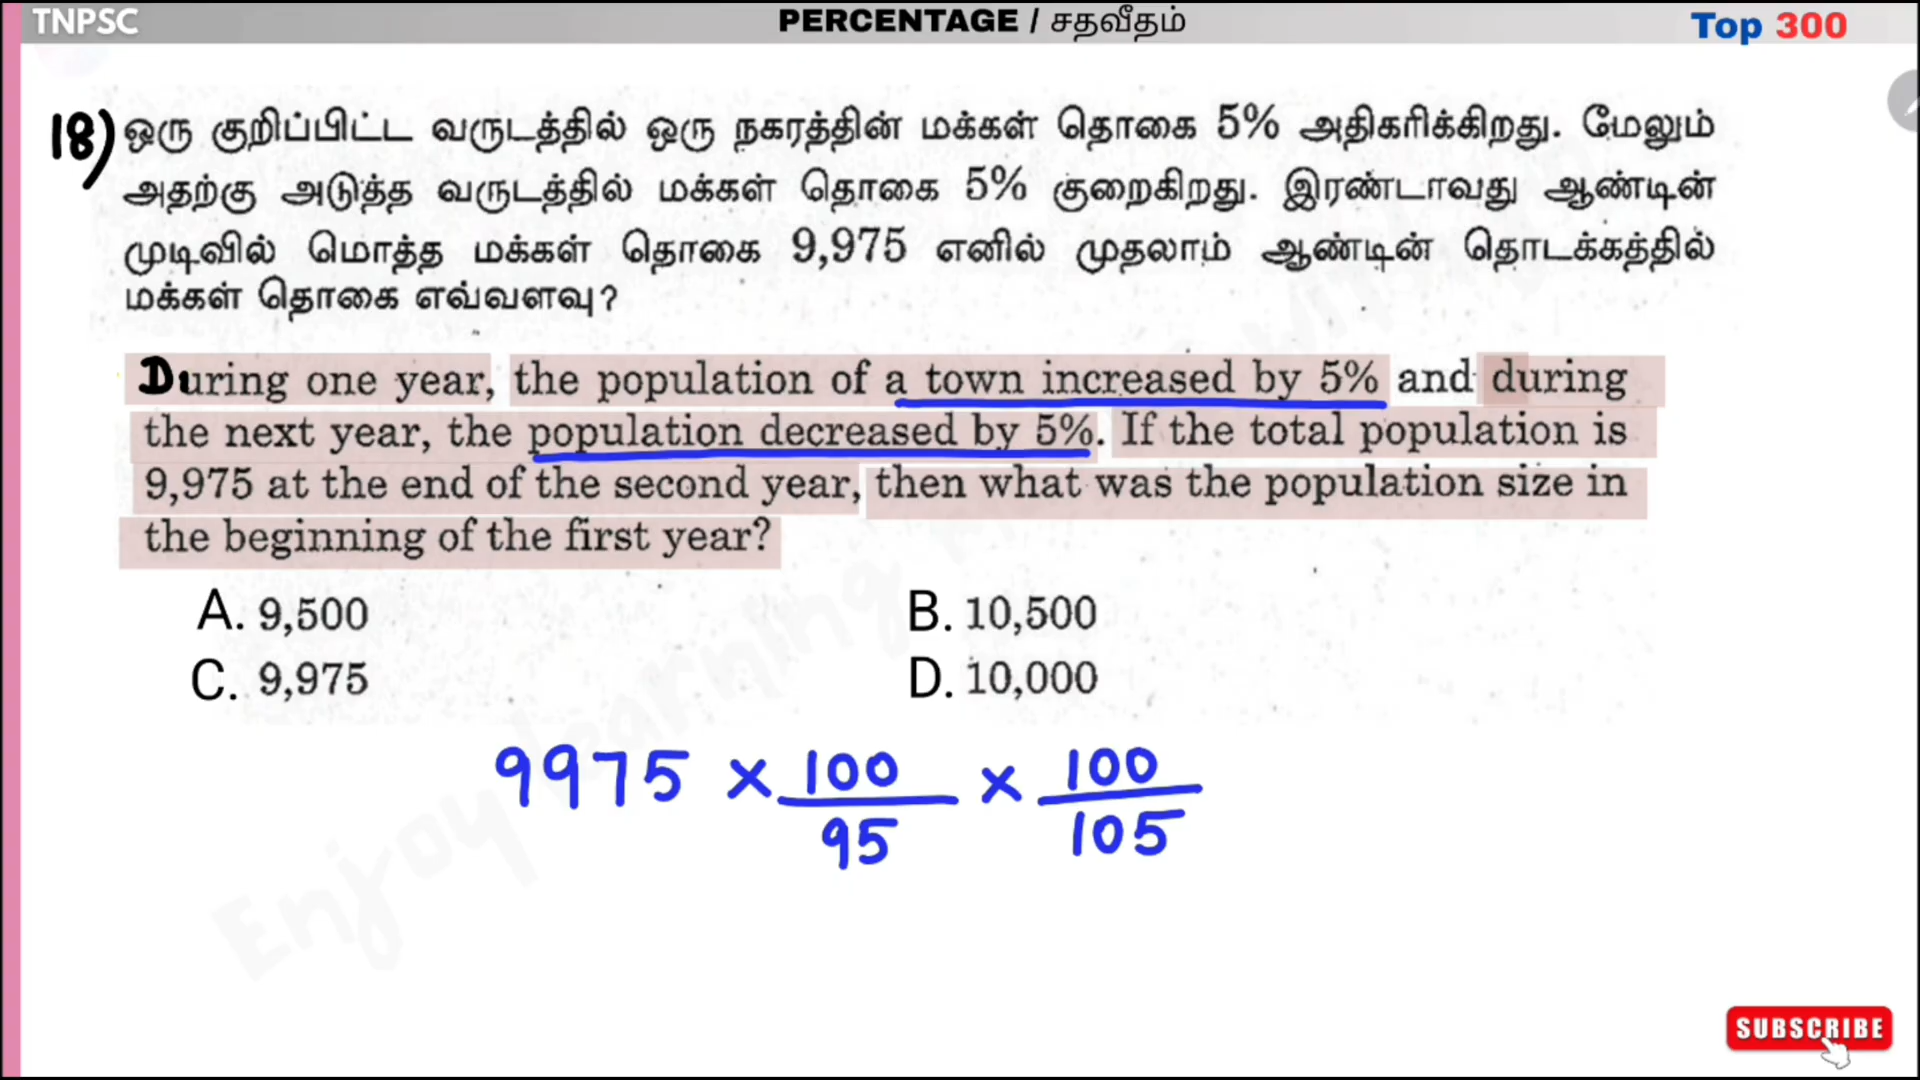 TNPSC
PERCENTAGE / சதவீதம்
Top 300
18) ஒரு குறிப்பிட்ட வருடத்தில் ஒரு நகரத்தின் மக்கள் தொகை 5% அதிகரிக்கிறது. மேலும்
அதற்கு அடுத்த வருடத்தில் மக்கள் தொகை 5% குறைகிறது. இரண்டாவது ஆண்டின்
முடிவில் மொத்த மக்கள் தொகை 9,975 எனில் முதலாம் ஆண்டின் தொடக்கத்தில்
மக்கள் தொகை எவ்வளவு?
During one year, the population of a town increased by 5% and during
the next year, the population decreased by 5%. If the total population is
9,975 at the end of the second year, then what was the population size in
the beginning of the first year?
A. 9,500 B. 10,500
C. 9,975 D. 10,000
9975 × 100/95 × 100/105
Enjoy Learning
SUBSCRIBE